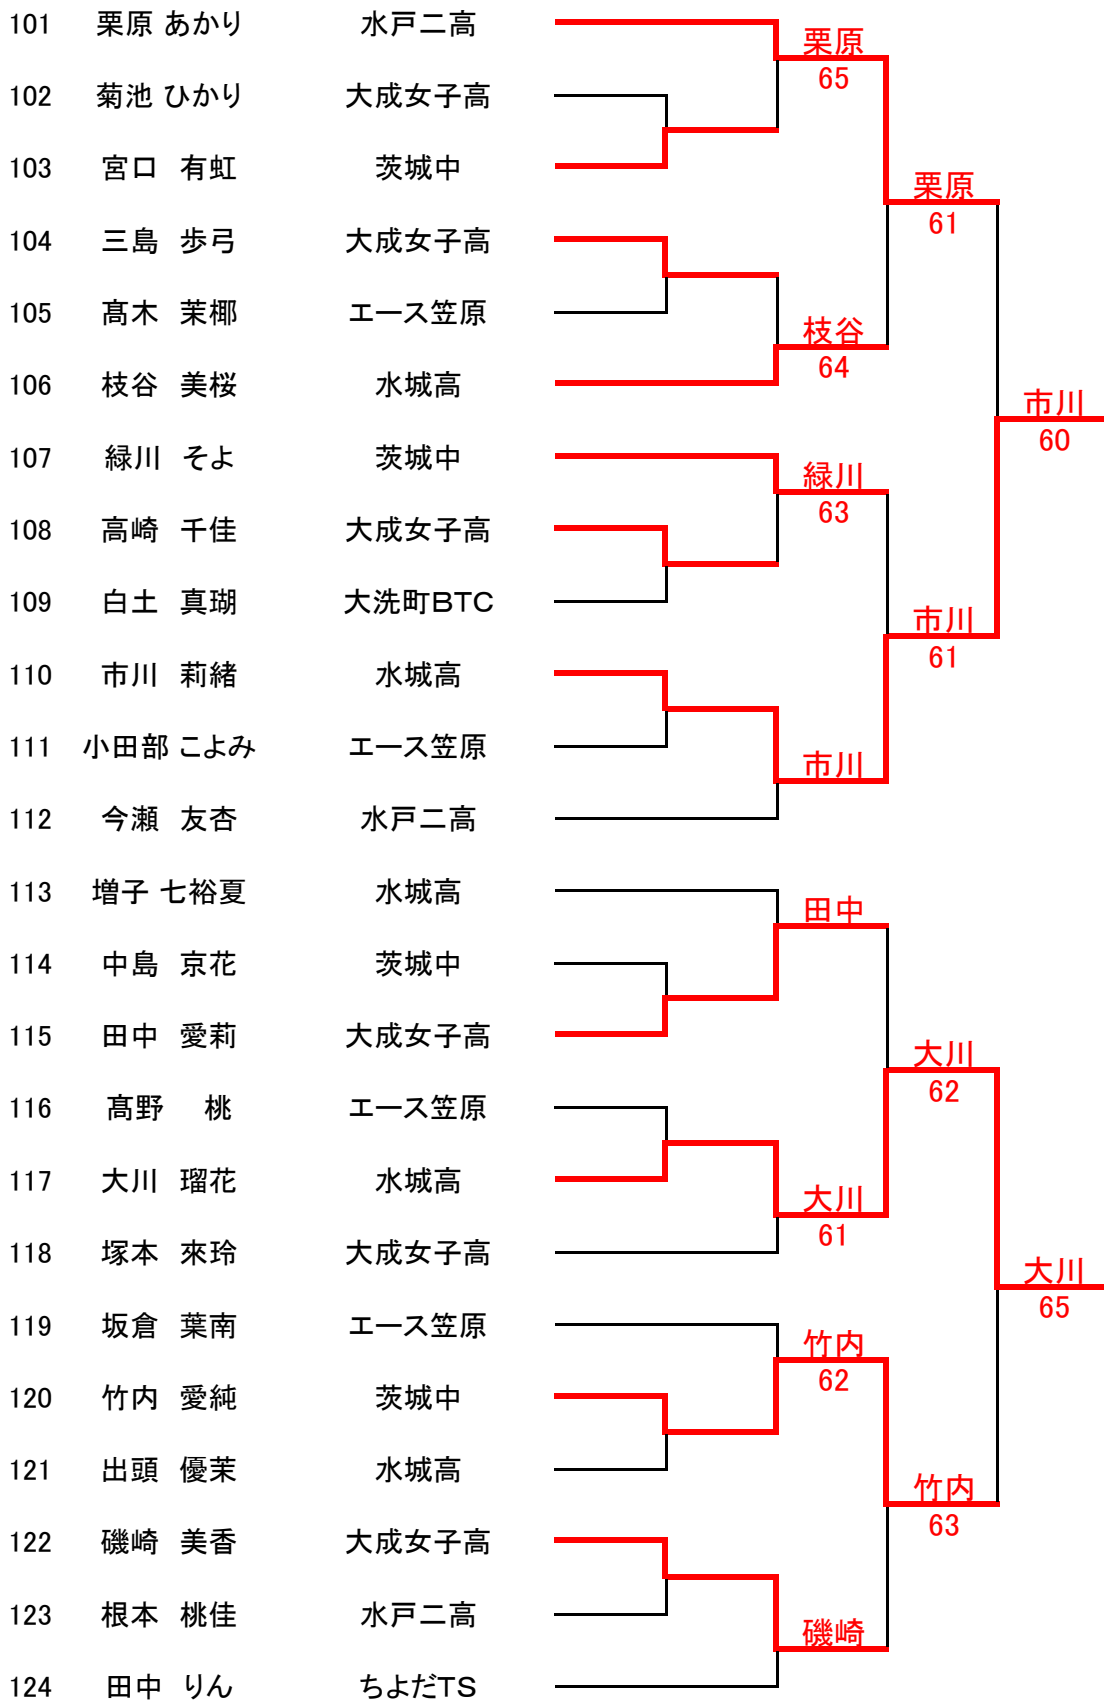 101 栗原 あかり 水戸二高
栗原
65
102 菊池 ひかり 大成女子高
103 宮口 有虹 茨城中
栗原
61
104 三島 歩弓 大成女子高
105 髙木 茉椰 エース笠原
枝谷
64
106 枝谷 美桜 水城高
市川
60
107 緑川 そよ 茨城中
緑川
63
108 高崎 千佳 大成女子高
109 白土 真瑚 大洗町BTC
市川
61
110 市川 莉緒 水城高
111 小田部 こよみ エース笠原
市川
112 今瀬 友杏 水戸二高
113 増子 七裕夏 水城高
田中
114 中島 京花 茨城中
115 田中 愛莉 大成女子高
大川
62
116 髙野 桃 エース笠原
117 大川 瑠花 水城高
大川
61
118 塚本 來玲 大成女子高
大川
65
119 坂倉 葉南 エース笠原
竹内
62
120 竹内 愛純 茨城中
121 出頭 優茉 水城高
竹内
63
122 磯崎 美香 大成女子高
123 根本 桃佳 水戸二高
磯崎
124 田中 りん ちよだTS